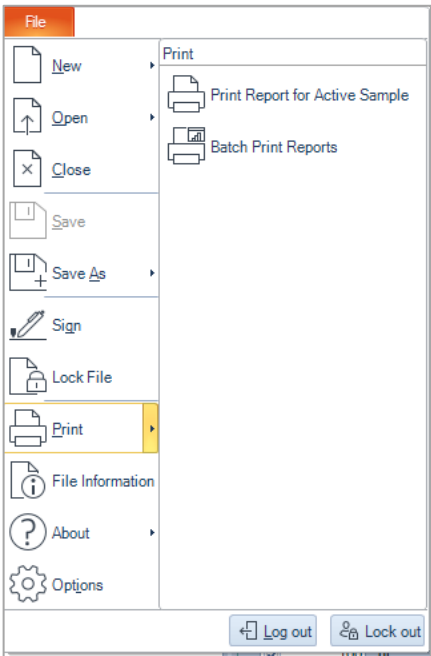 File
New
Open
Close
Save
Save As
Sign
Lock File
Print
File Information
About
Options
Print
Print Report for Active Sample
Batch Print Reports
Log out
Lock out